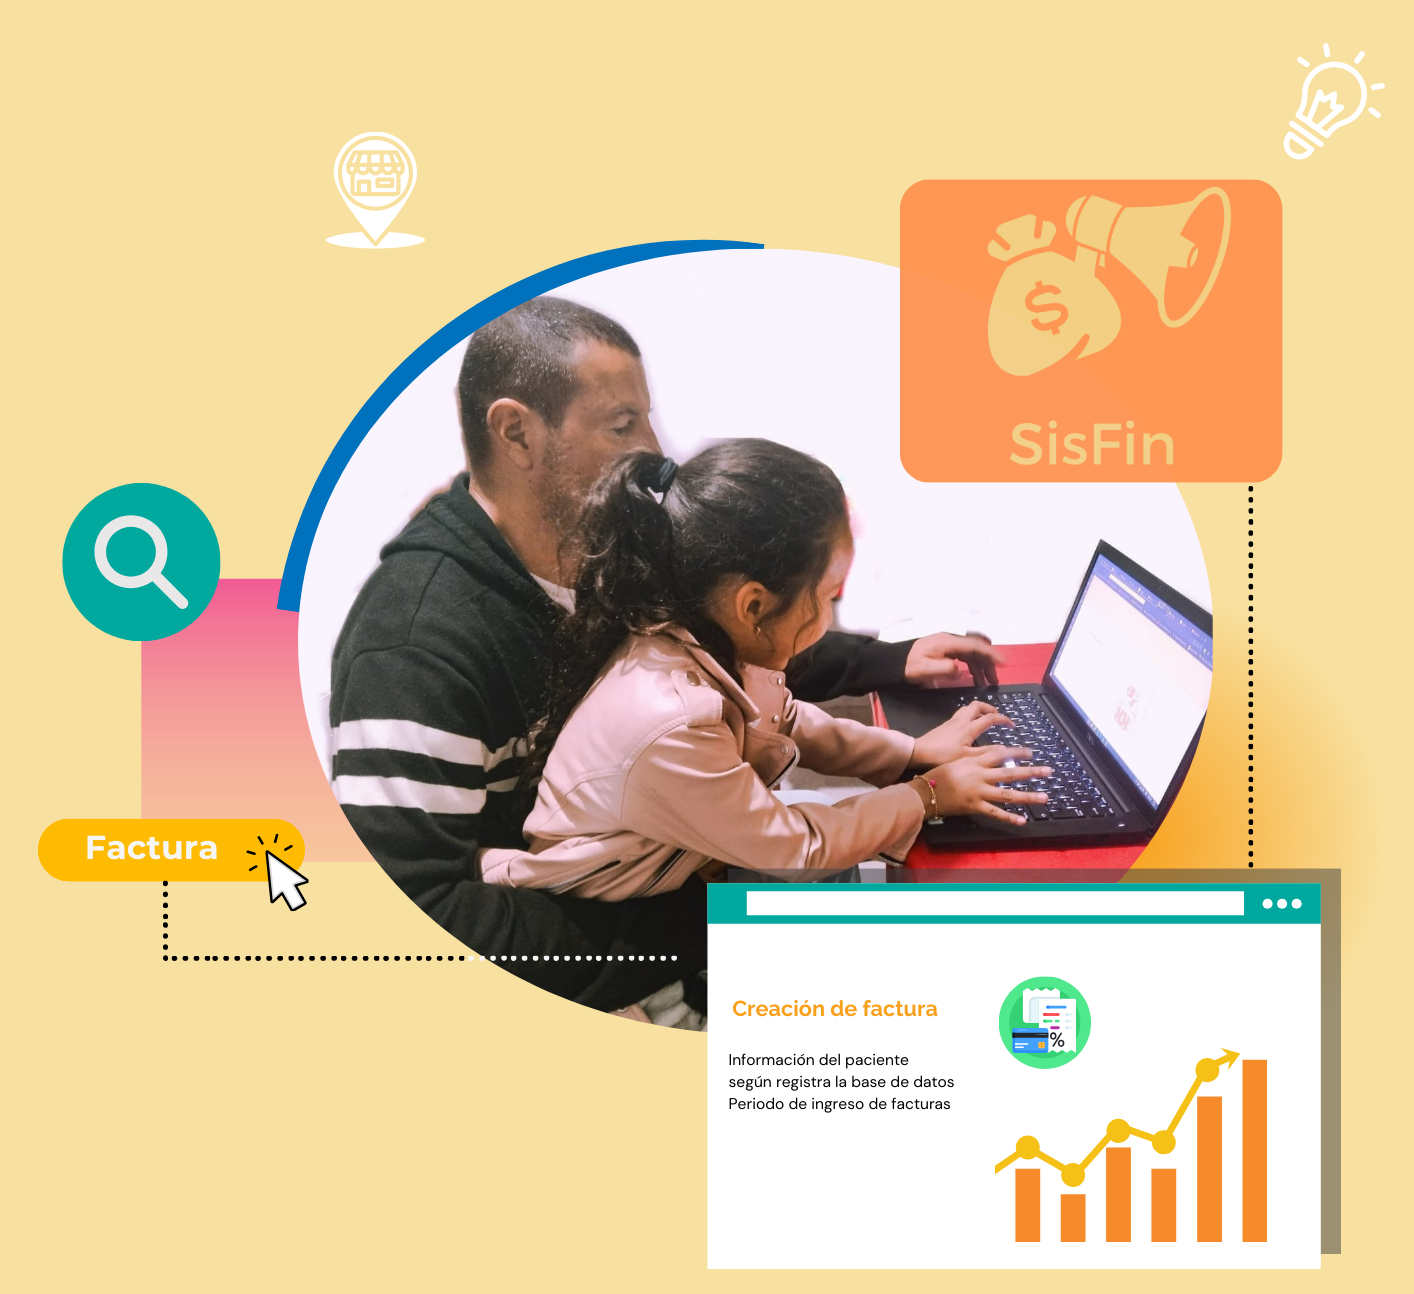 SisFin
Factura
Creación de factura
Información del paciente
según registra la base de datos
Periodo de ingreso de facturas
%
$